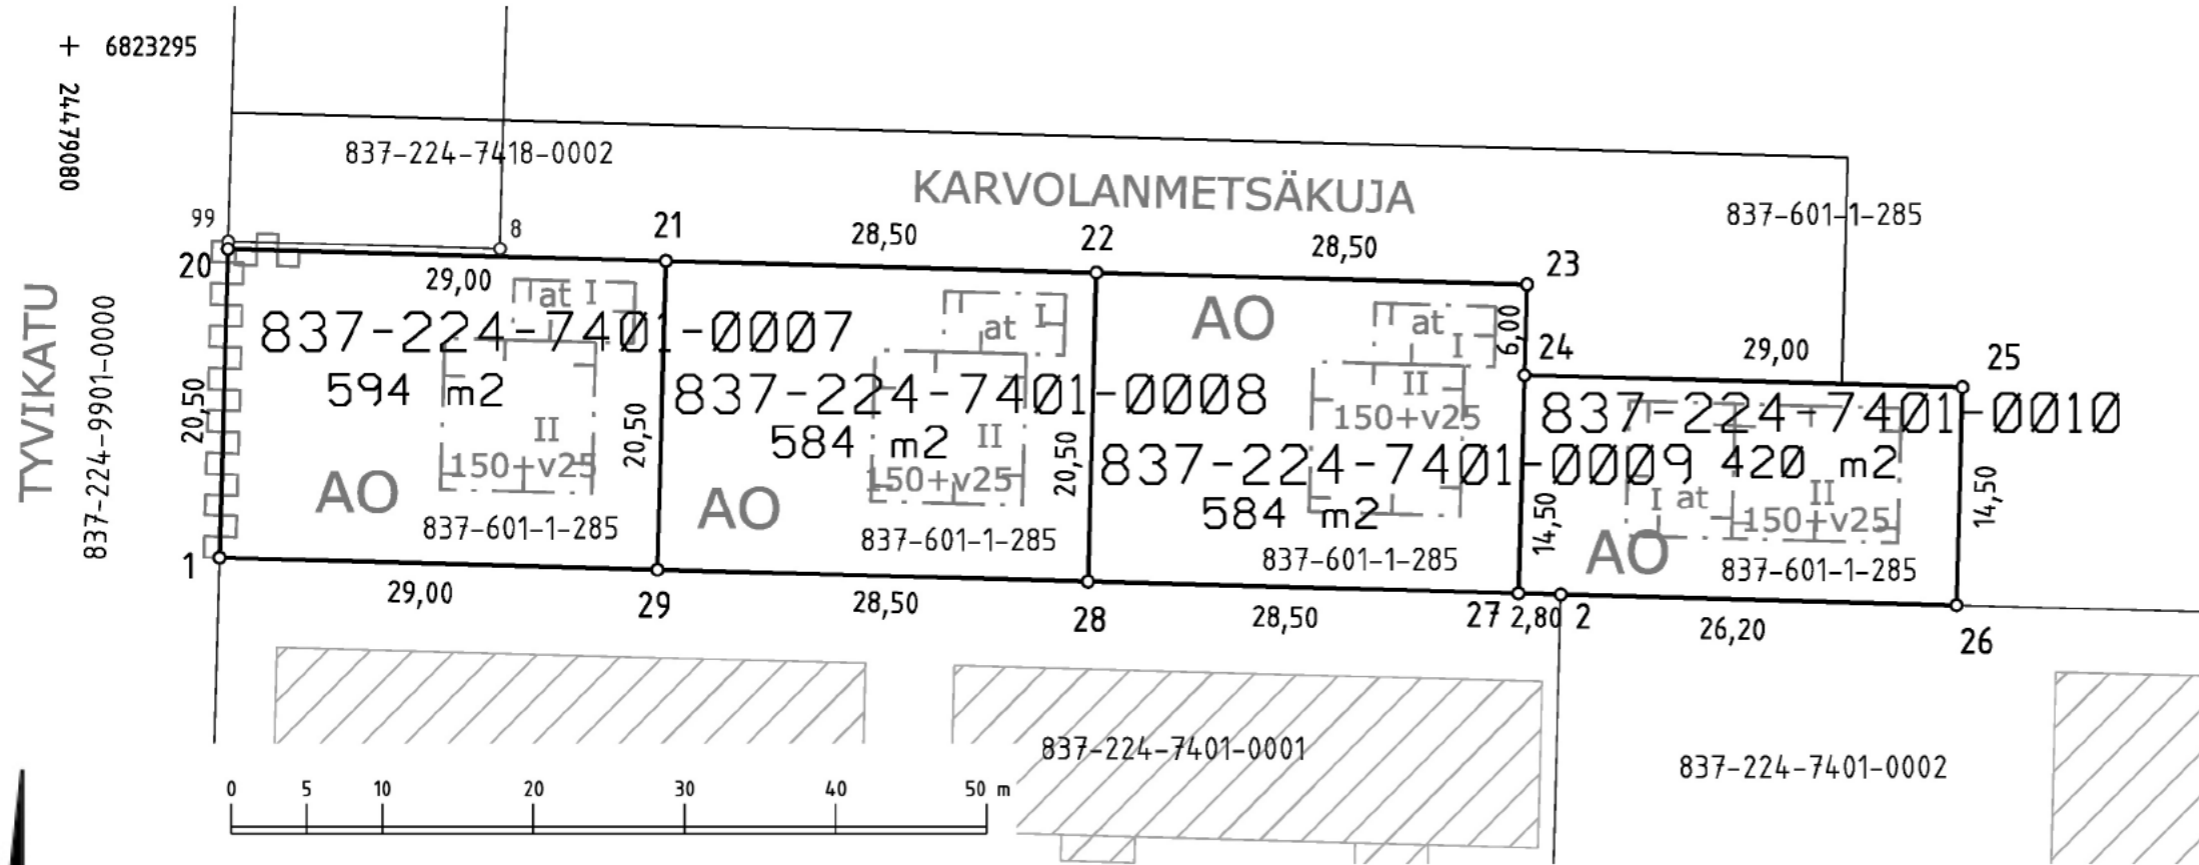 + 6823295
24479080
837-224-7418-0002
KARVOLANMETSÄKUJA
837-601-1-285
99
8
21
28,50
22
28,50
23
20
29,00
at I
at I
at I
6,00
24
29,00
25
TYVIKATU
837-224-9901-0000
20,50
837-224-7401-0007
594 m2
II
150+v25
AO
837-601-1-285
20,50
837-224-7401-0008
584 m2
II
150+v25
AO
837-601-1-285
20,50
AO
II
150+v25
837-224-7401-0009
584 m2
837-601-1-285
14,50
837-224-7401-0010
420 m2
I at
II
150+v25
AO
837-601-1-285
14,50
1
29,00
29
28,50
28
28,50
27
2,80
2
26,20
26
837-224-7401-0001
837-224-7401-0002
0 5 10 20 30 40 50 m